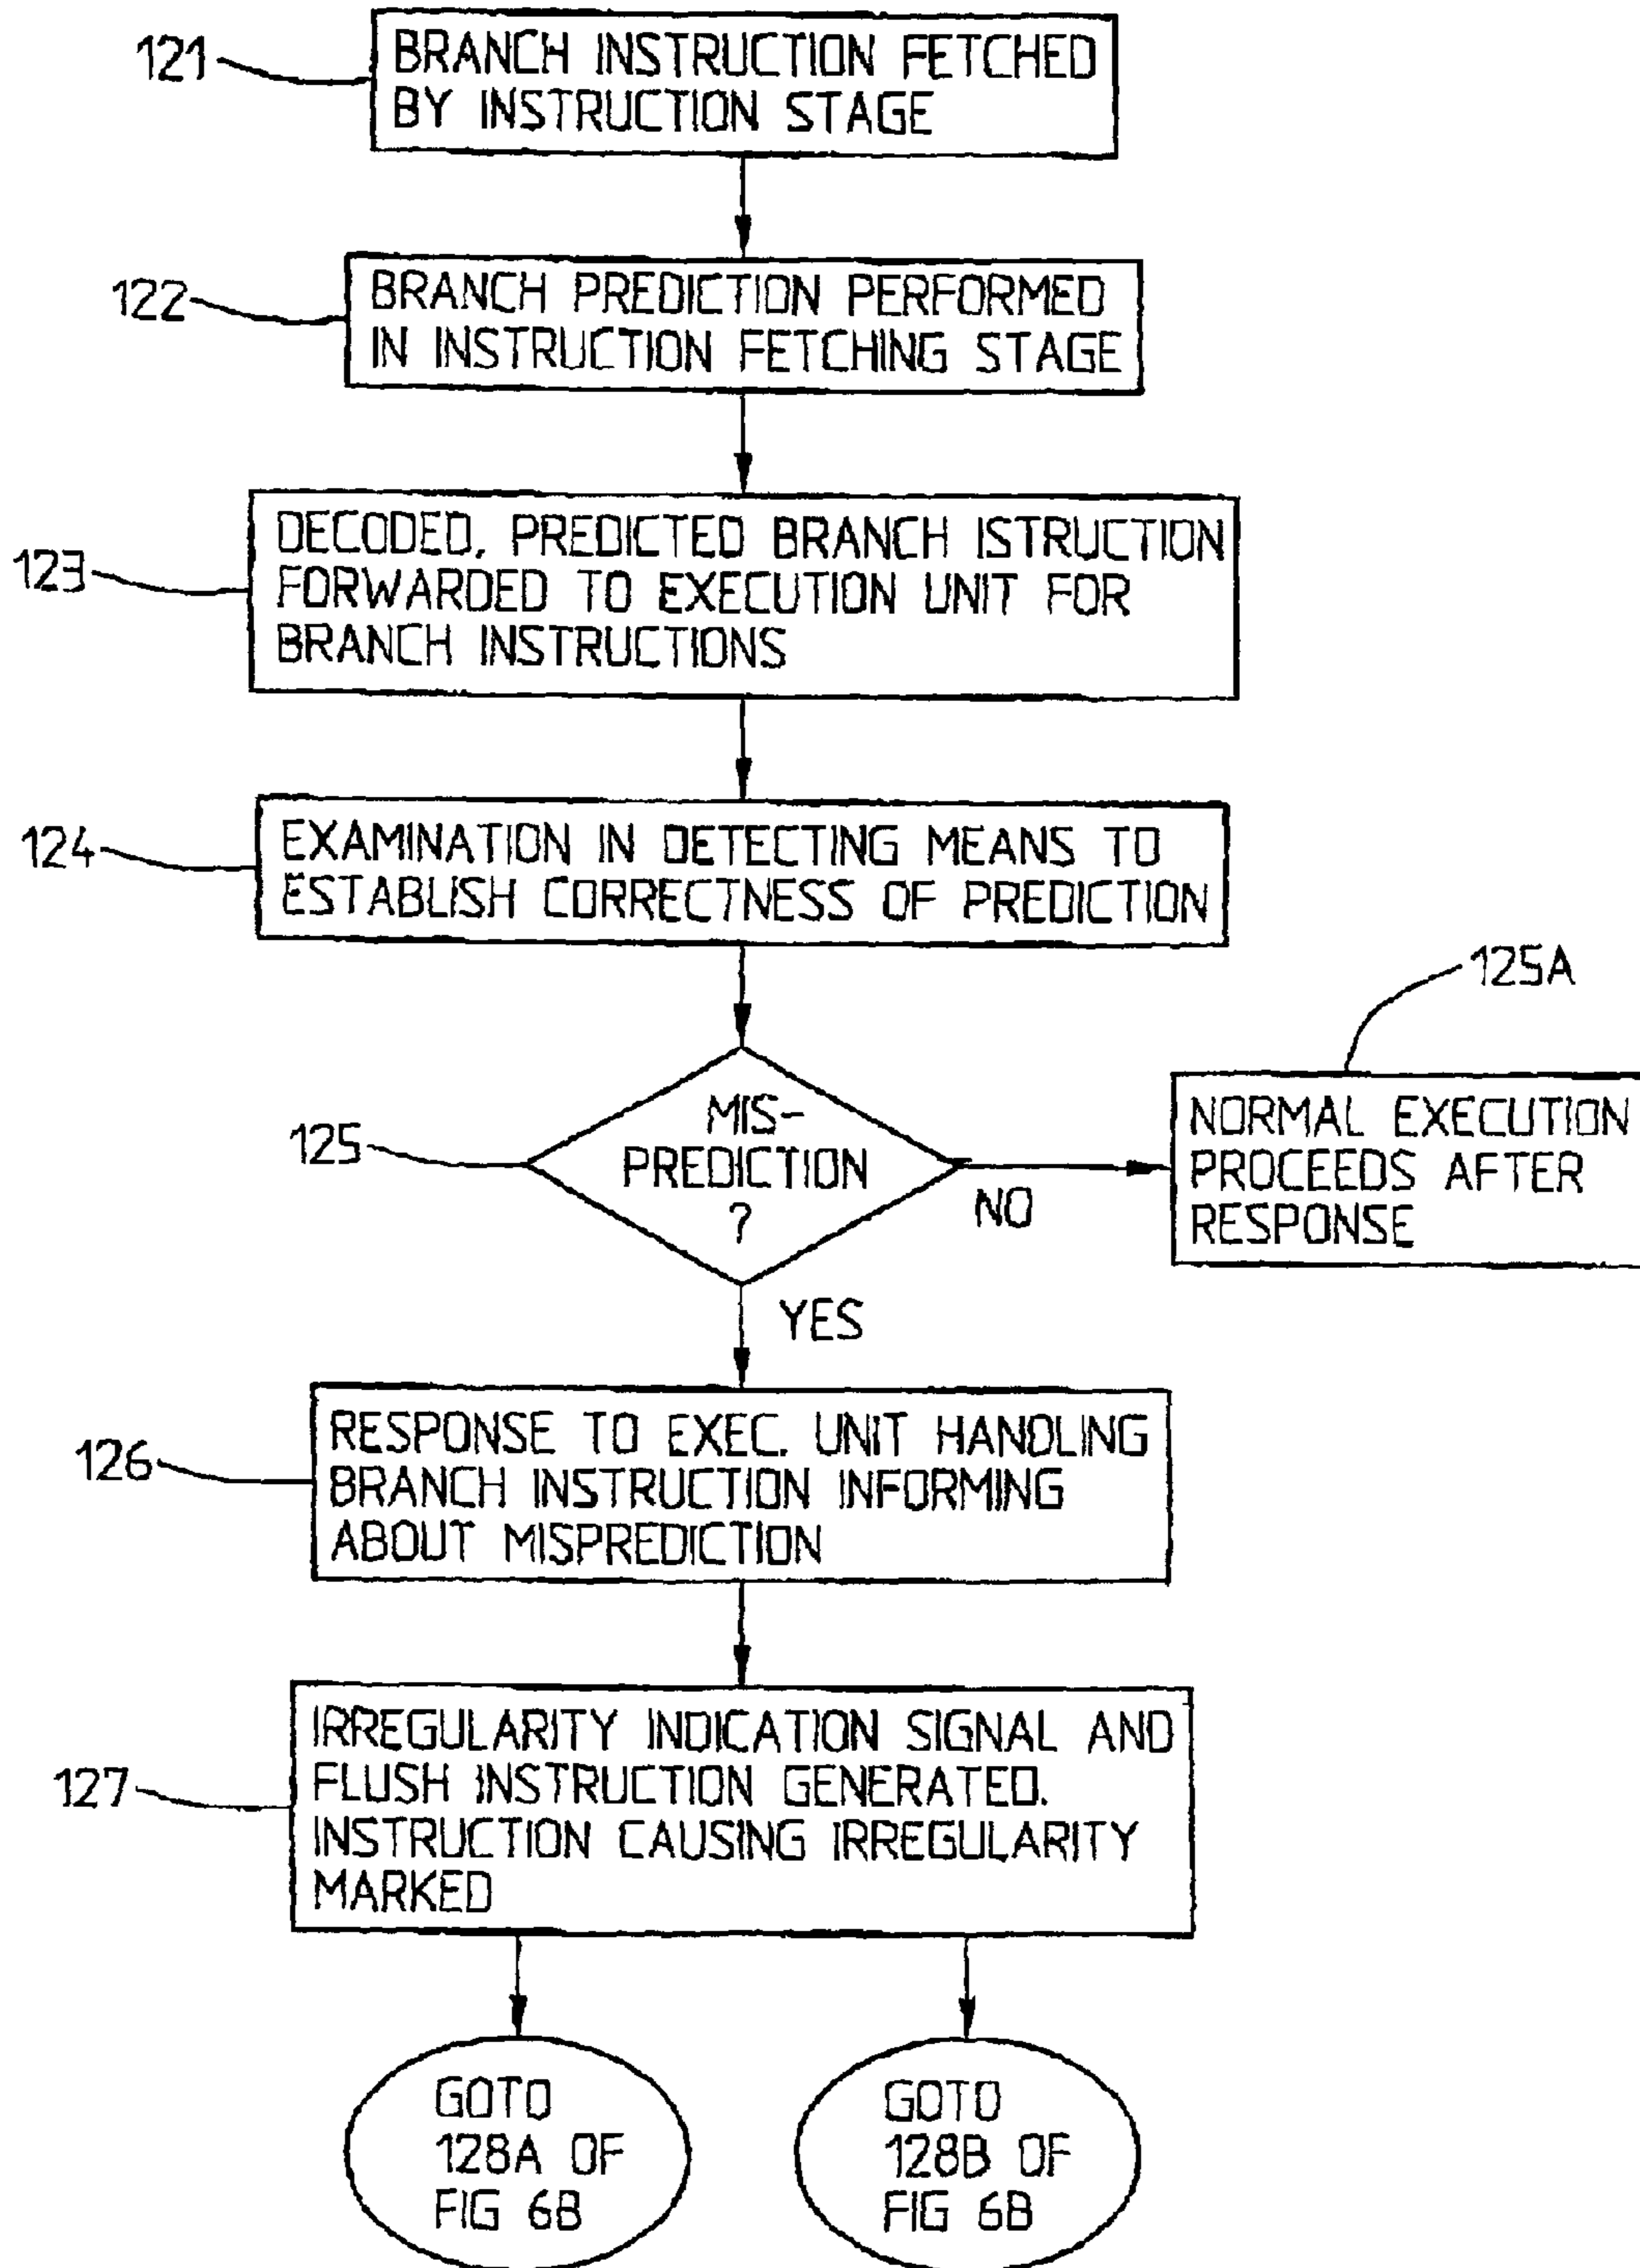 121
BRANCH INSTRUCTION FETCHED
BY INSTRUCTION STAGE
122
BRANCH PREDICTION PERFORMED
IN INSTRUCTION FETCHING STAGE
123
DECODED, PREDICTED BRANCH ISTRUCTION
FORWARDED TO EXECUTION UNIT FOR
BRANCH INSTRUCTIONS
124
EXAMINATION IN DETECTING MEANS TO
ESTABLISH CORRECTNESS OF PREDICTION
125
MIS-
PREDICTION
?
NO
125A
NORMAL EXECUTION
PROCEEDS AFTER
RESPONSE
YES
126
RESPONSE TO EXEC. UNIT HANDLING
BRANCH INSTRUCTION INFORMING
ABOUT MISPREDICTION
127
IRREGULARITY INDICATION SIGNAL AND
FLUSH INSTRUCTION GENERATED.
INSTRUCTION CAUSING IRREGULARITY
MARKED
GOTO
128A OF
FIG 6B
GOTO
128B OF
FIG 6B